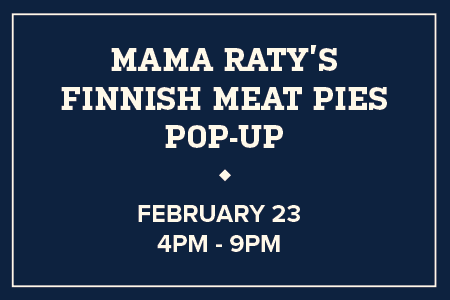 MAMA RATY'S
FINNISH MEAT PIES
POP-UP
FEBRUARY 23
4PM - 9PM